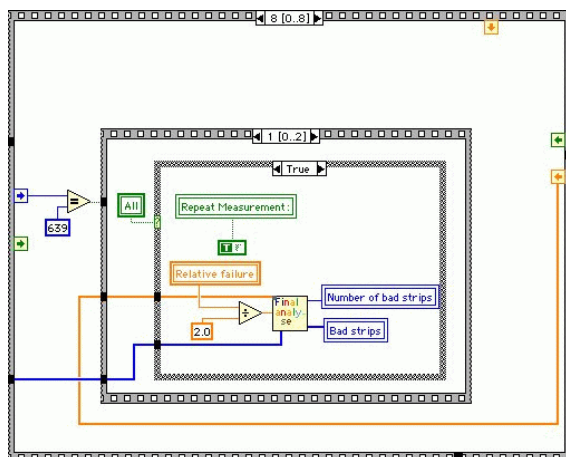 8 [0..8]
1 [0..2]
True
=
All
Repeat Measurement:
639
T F
Relative failure
Final
analy-
se
Number of bad strips
÷
2.0
Bad strips